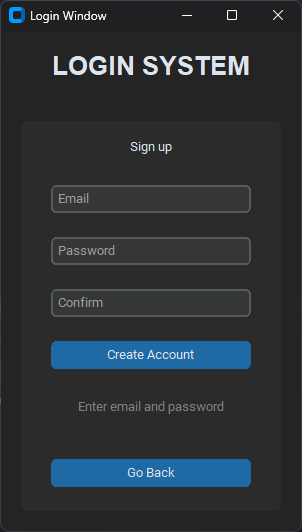 Login Window
LOGIN SYSTEM
Sign up
Email
Password
Confirm
Create Account
Enter email and password
Go Back